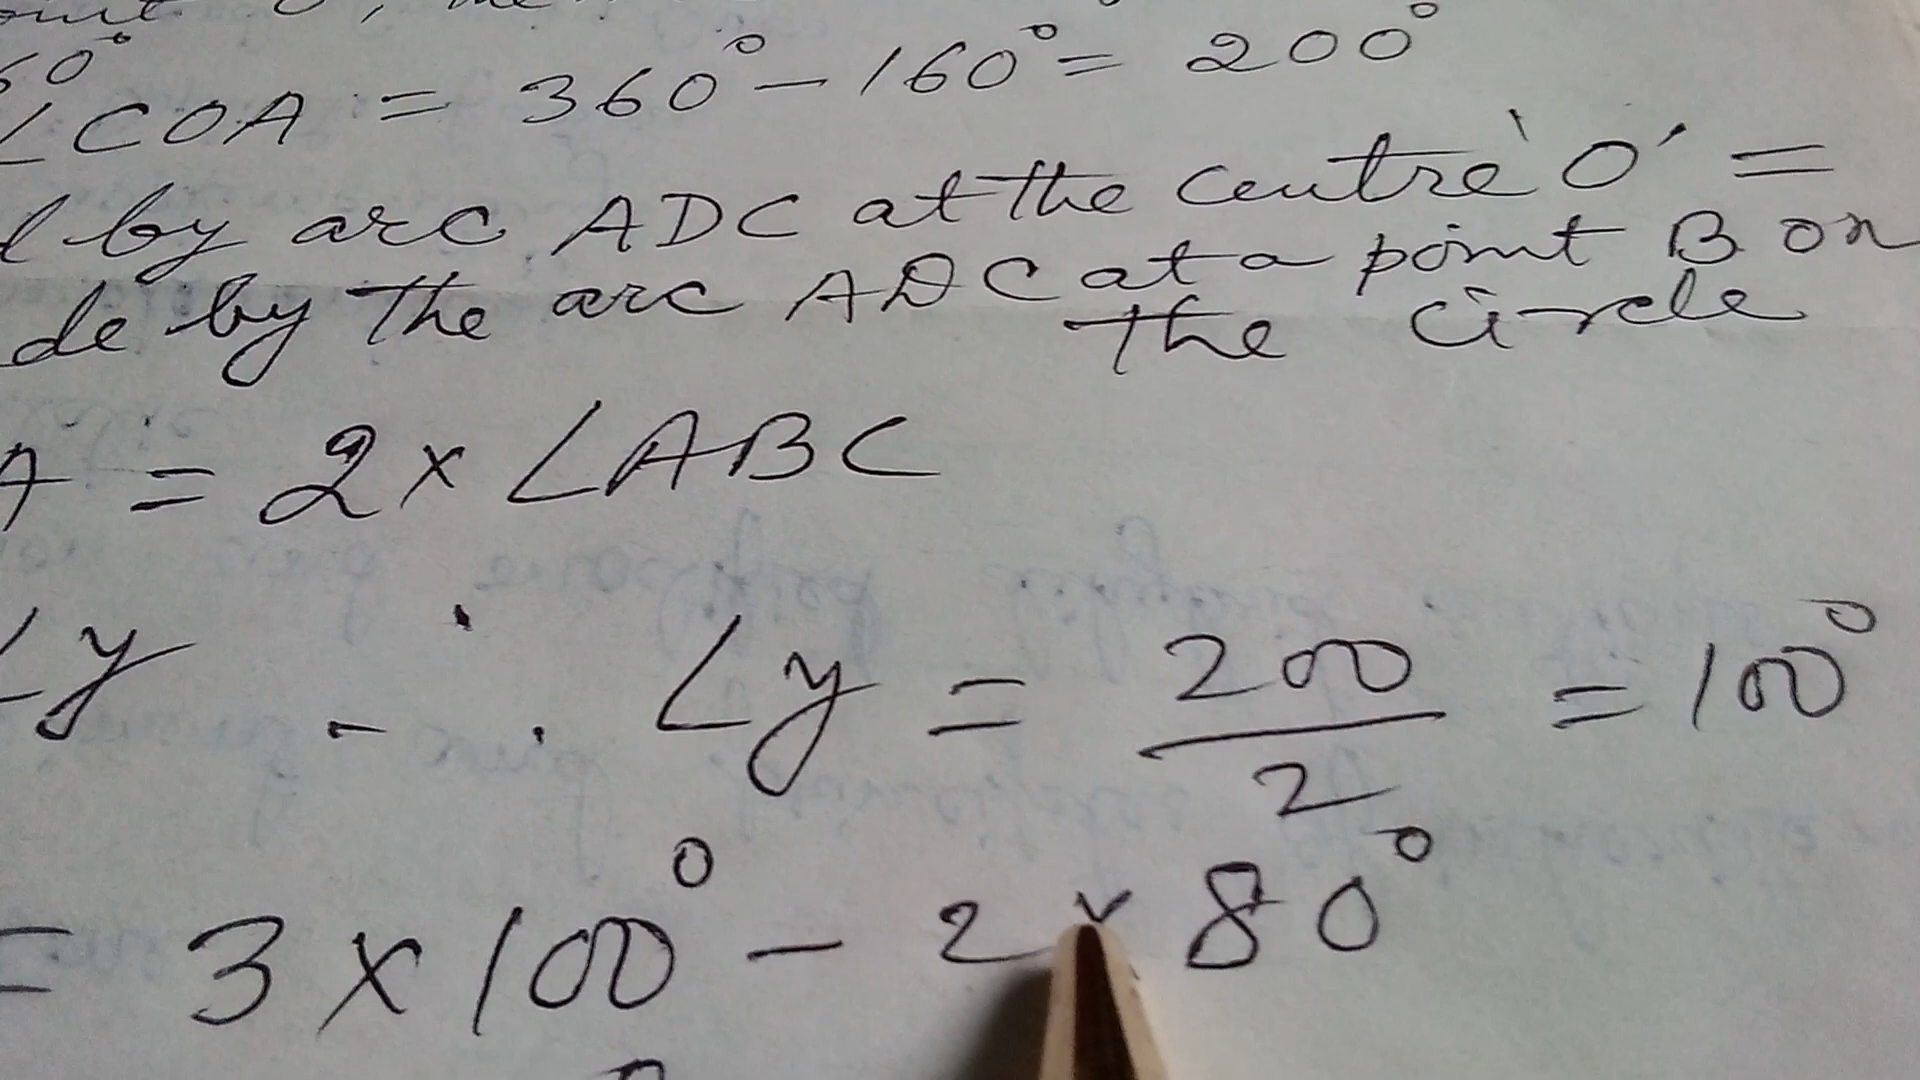 60°
∠COA = 360° - 160° = 200°
by arc ADC at the centre 'O' =
de by the arc ADC at a point B on
the circle
A = 2 × ∠ABC
∠y ∴ ∠y = 200/2 = 100°
= 3 × 100° - 2 × 80°